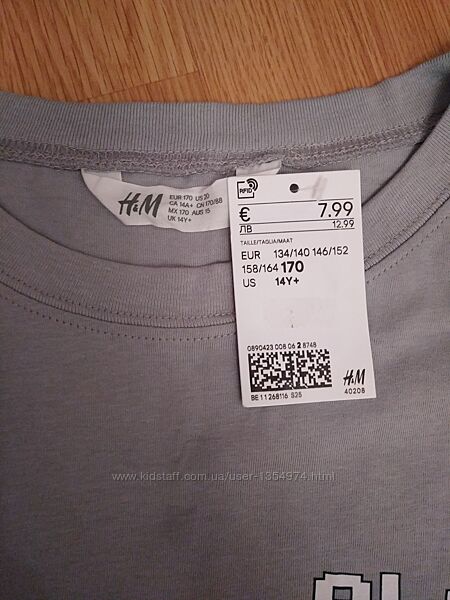 H&M
EUR 170 US 20
CA 14A+ CN 170/88
MX 170 AUS 15
UK 14Y+
RFID
€ 7.99
ЛВ 12.99
TAILLE/TAGLIA/MAAT
EUR 134/140 146/152
158/164 170
US 14Y+
0890423 008 06 2 8748
H&M
40208
BE 11 268116 S25
www.kidstaff.com.ua/user-1354974.html